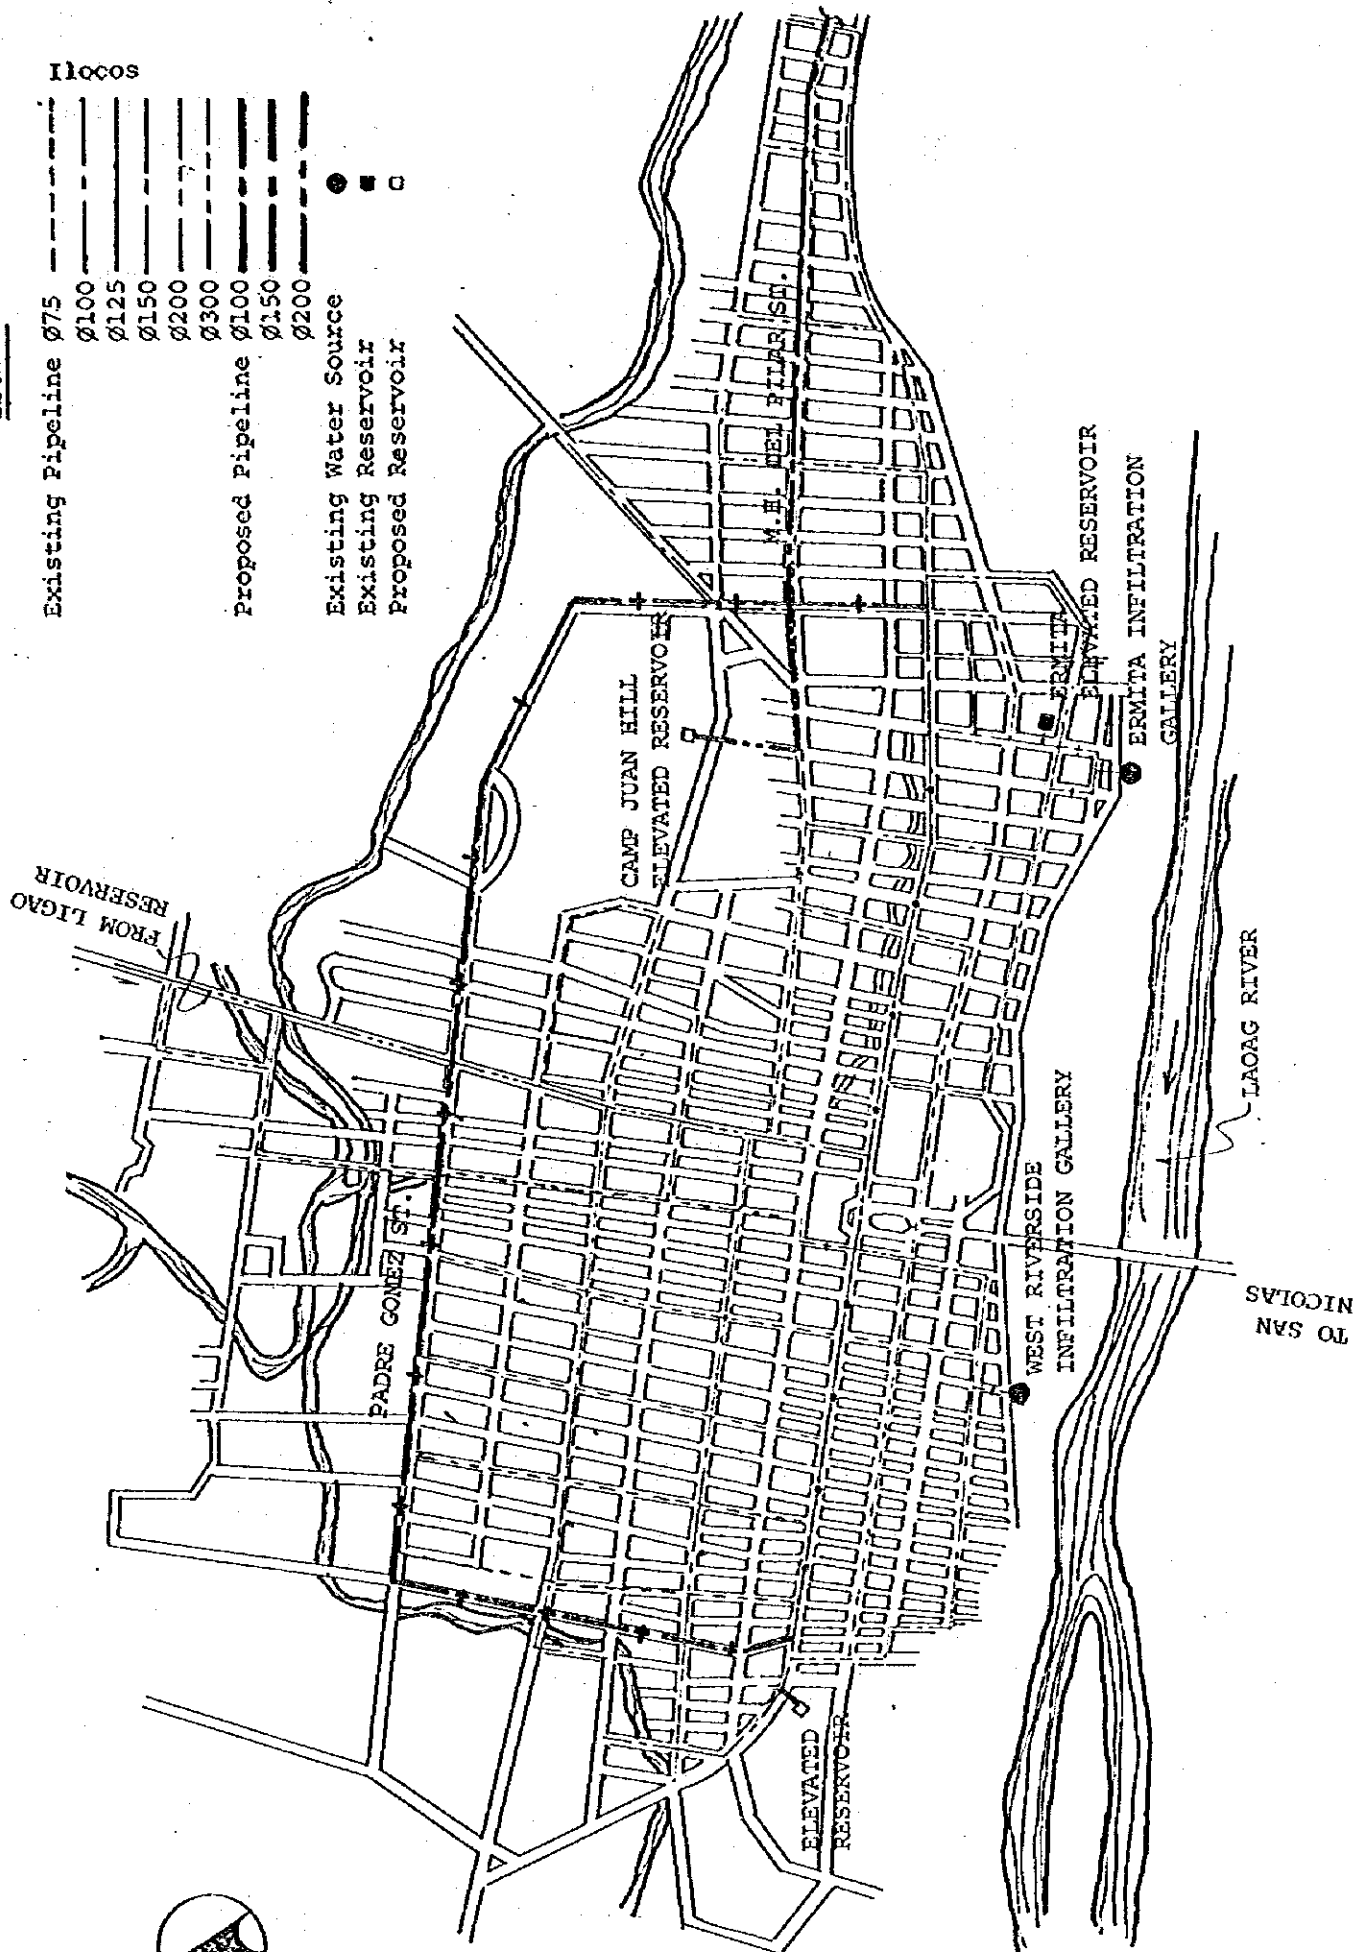 Ilocos
Existing Pipeline Ø75
Ø100
Ø125
Ø150
Ø200
Ø300
Proposed Pipeline Ø100
Ø150
Ø200
Existing Water Source
Existing Reservoir
Proposed Reservoir
FROM LIGAO
RESERVOIR
PADRE GOMEZ ST.
CAMP JUAN HILL
ELEVATED RESERVOIR
M.H. DEL PILAR ST.
ERMITA
ELEVATED RESERVOIR
ERMITA INFILTRATION
GALLERY
WEST RIVERSIDE
INFILTRATION GALLERY
LAOAG RIVER
TO SAN
NICOLAS
ELEVATED
RESERVOIR